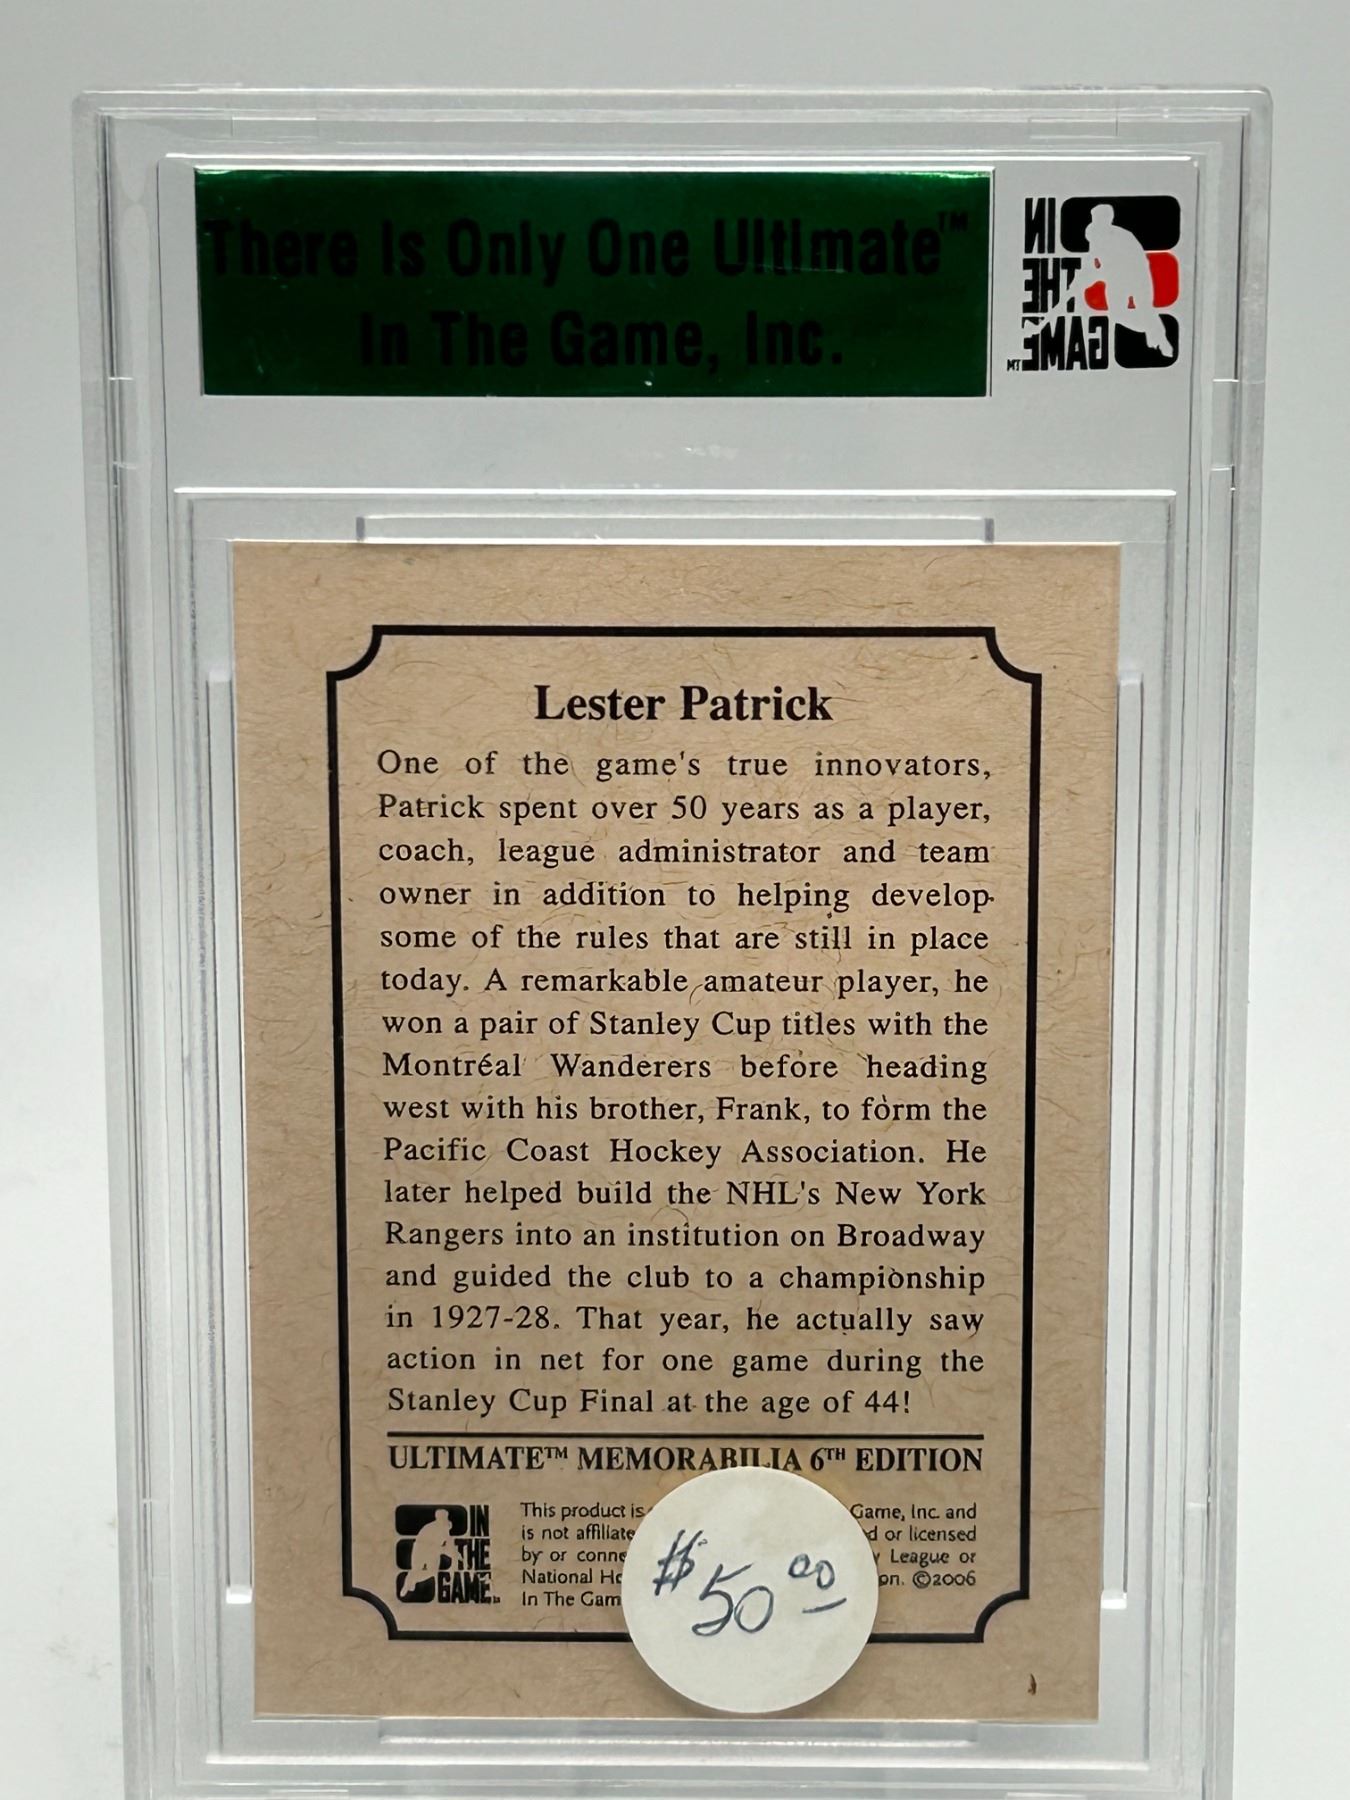 There Is Only One Ultimate™
In The Game, Inc.
IN
THE
GAME™
Lester Patrick
One of the game's true innovators,
Patrick spent over 50 years as a player,
coach, league administrator and team
owner in addition to helping develop
some of the rules that are still in place
today. A remarkable amateur player, he
won a pair of Stanley Cup titles with the
Montréal Wanderers before heading
west with his brother, Frank, to form the
Pacific Coast Hockey Association. He
later helped build the NHL's New York
Rangers into an institution on Broadway
and guided the club to a championship
in 1927-28. That year, he actually saw
action in net for one game during the
Stanley Cup Final at the age of 44!
ULTIMATE™ MEMORABILIA 6TH EDITION
IN
THE
GAME
This product is Game, Inc. and
is not or licensed
by or League or
National ©2006
In The
$50.00